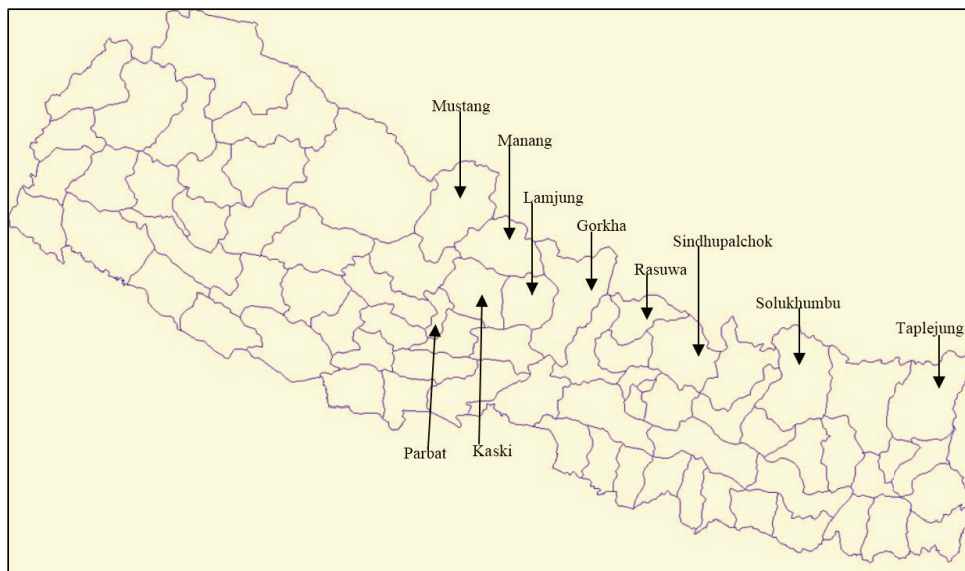 Mustang
Manang
Lamjung
Gorkha
Sindhupalchok
Rasuwa
Solukhumbu
Taplejung
Parbat
Kaski